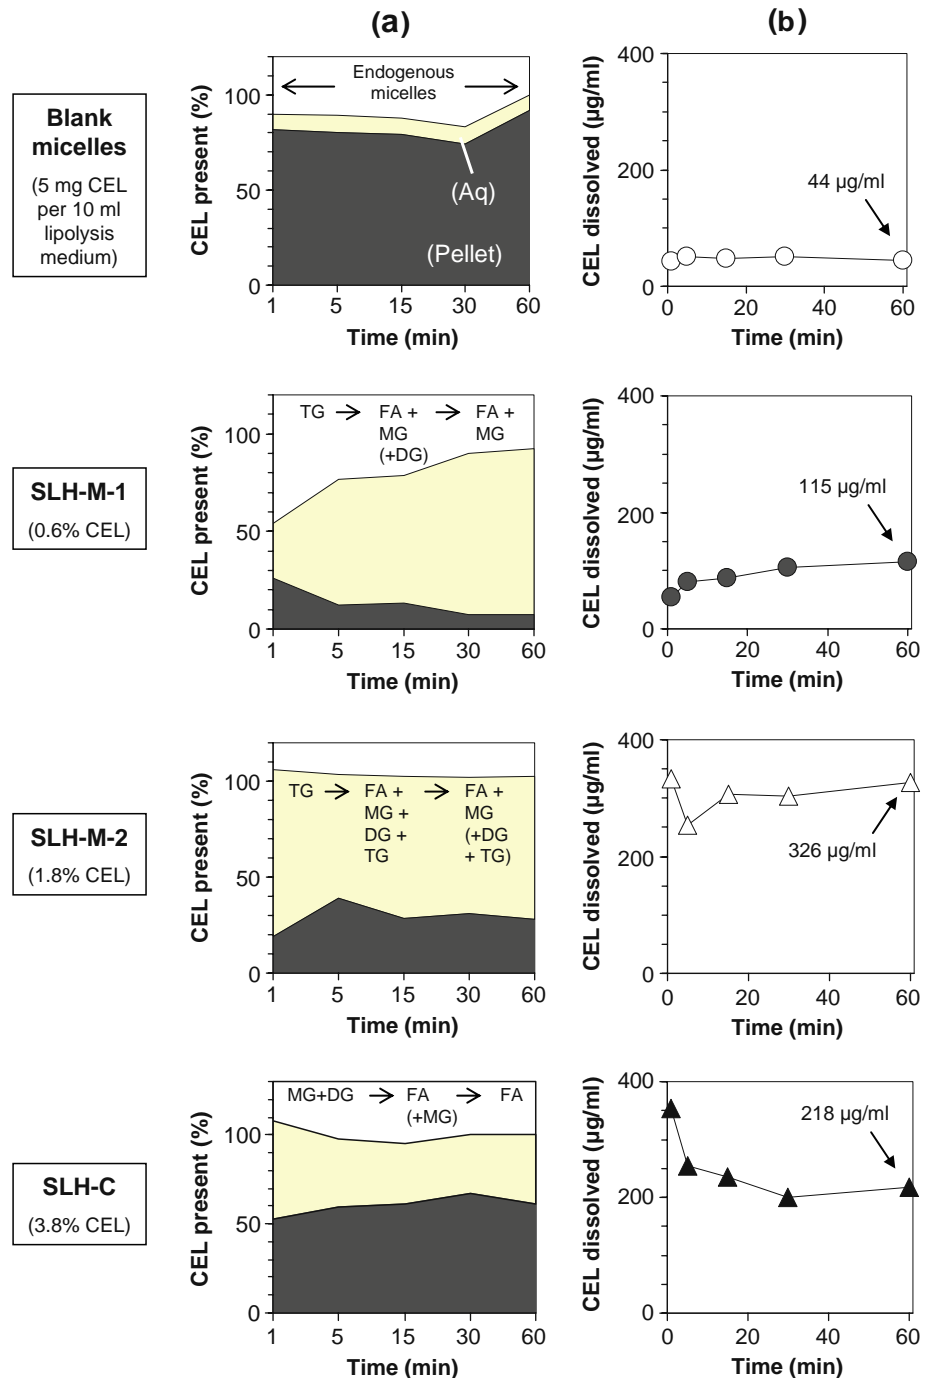 (a)
(b)
Blank
micelles
(5 mg CEL
per 10 ml
lipolysis
medium)
CEL present (%)
100
50
0
Endogenous
micelles
(Aq)
(Pellet)
1 5 15 30 60
Time (min)
CEL dissolved (µg/ml)
400
200
0
44 µg/ml
0 20 40 60
Time (min)
SLH-M-1
(0.6% CEL)
CEL present (%)
100
50
0
TG → FA + → FA +
MG MG
(+DG)
1 5 15 30 60
Time (min)
CEL dissolved (µg/ml)
400
200
0
115 µg/ml
0 20 40 60
Time (min)
SLH-M-2
(1.8% CEL)
CEL present (%)
100
50
0
TG → FA + → FA +
MG + MG
DG + (+DG
TG + TG)
1 5 15 30 60
Time (min)
CEL dissolved (µg/ml)
400
200
0
326 µg/ml
0 20 40 60
Time (min)
SLH-C
(3.8% CEL)
CEL present (%)
100
50
0
MG+DG → FA → FA
(+MG)
1 5 15 30 60
Time (min)
CEL dissolved (µg/ml)
400
200
0
218 µg/ml
0 20 40 60
Time (min)